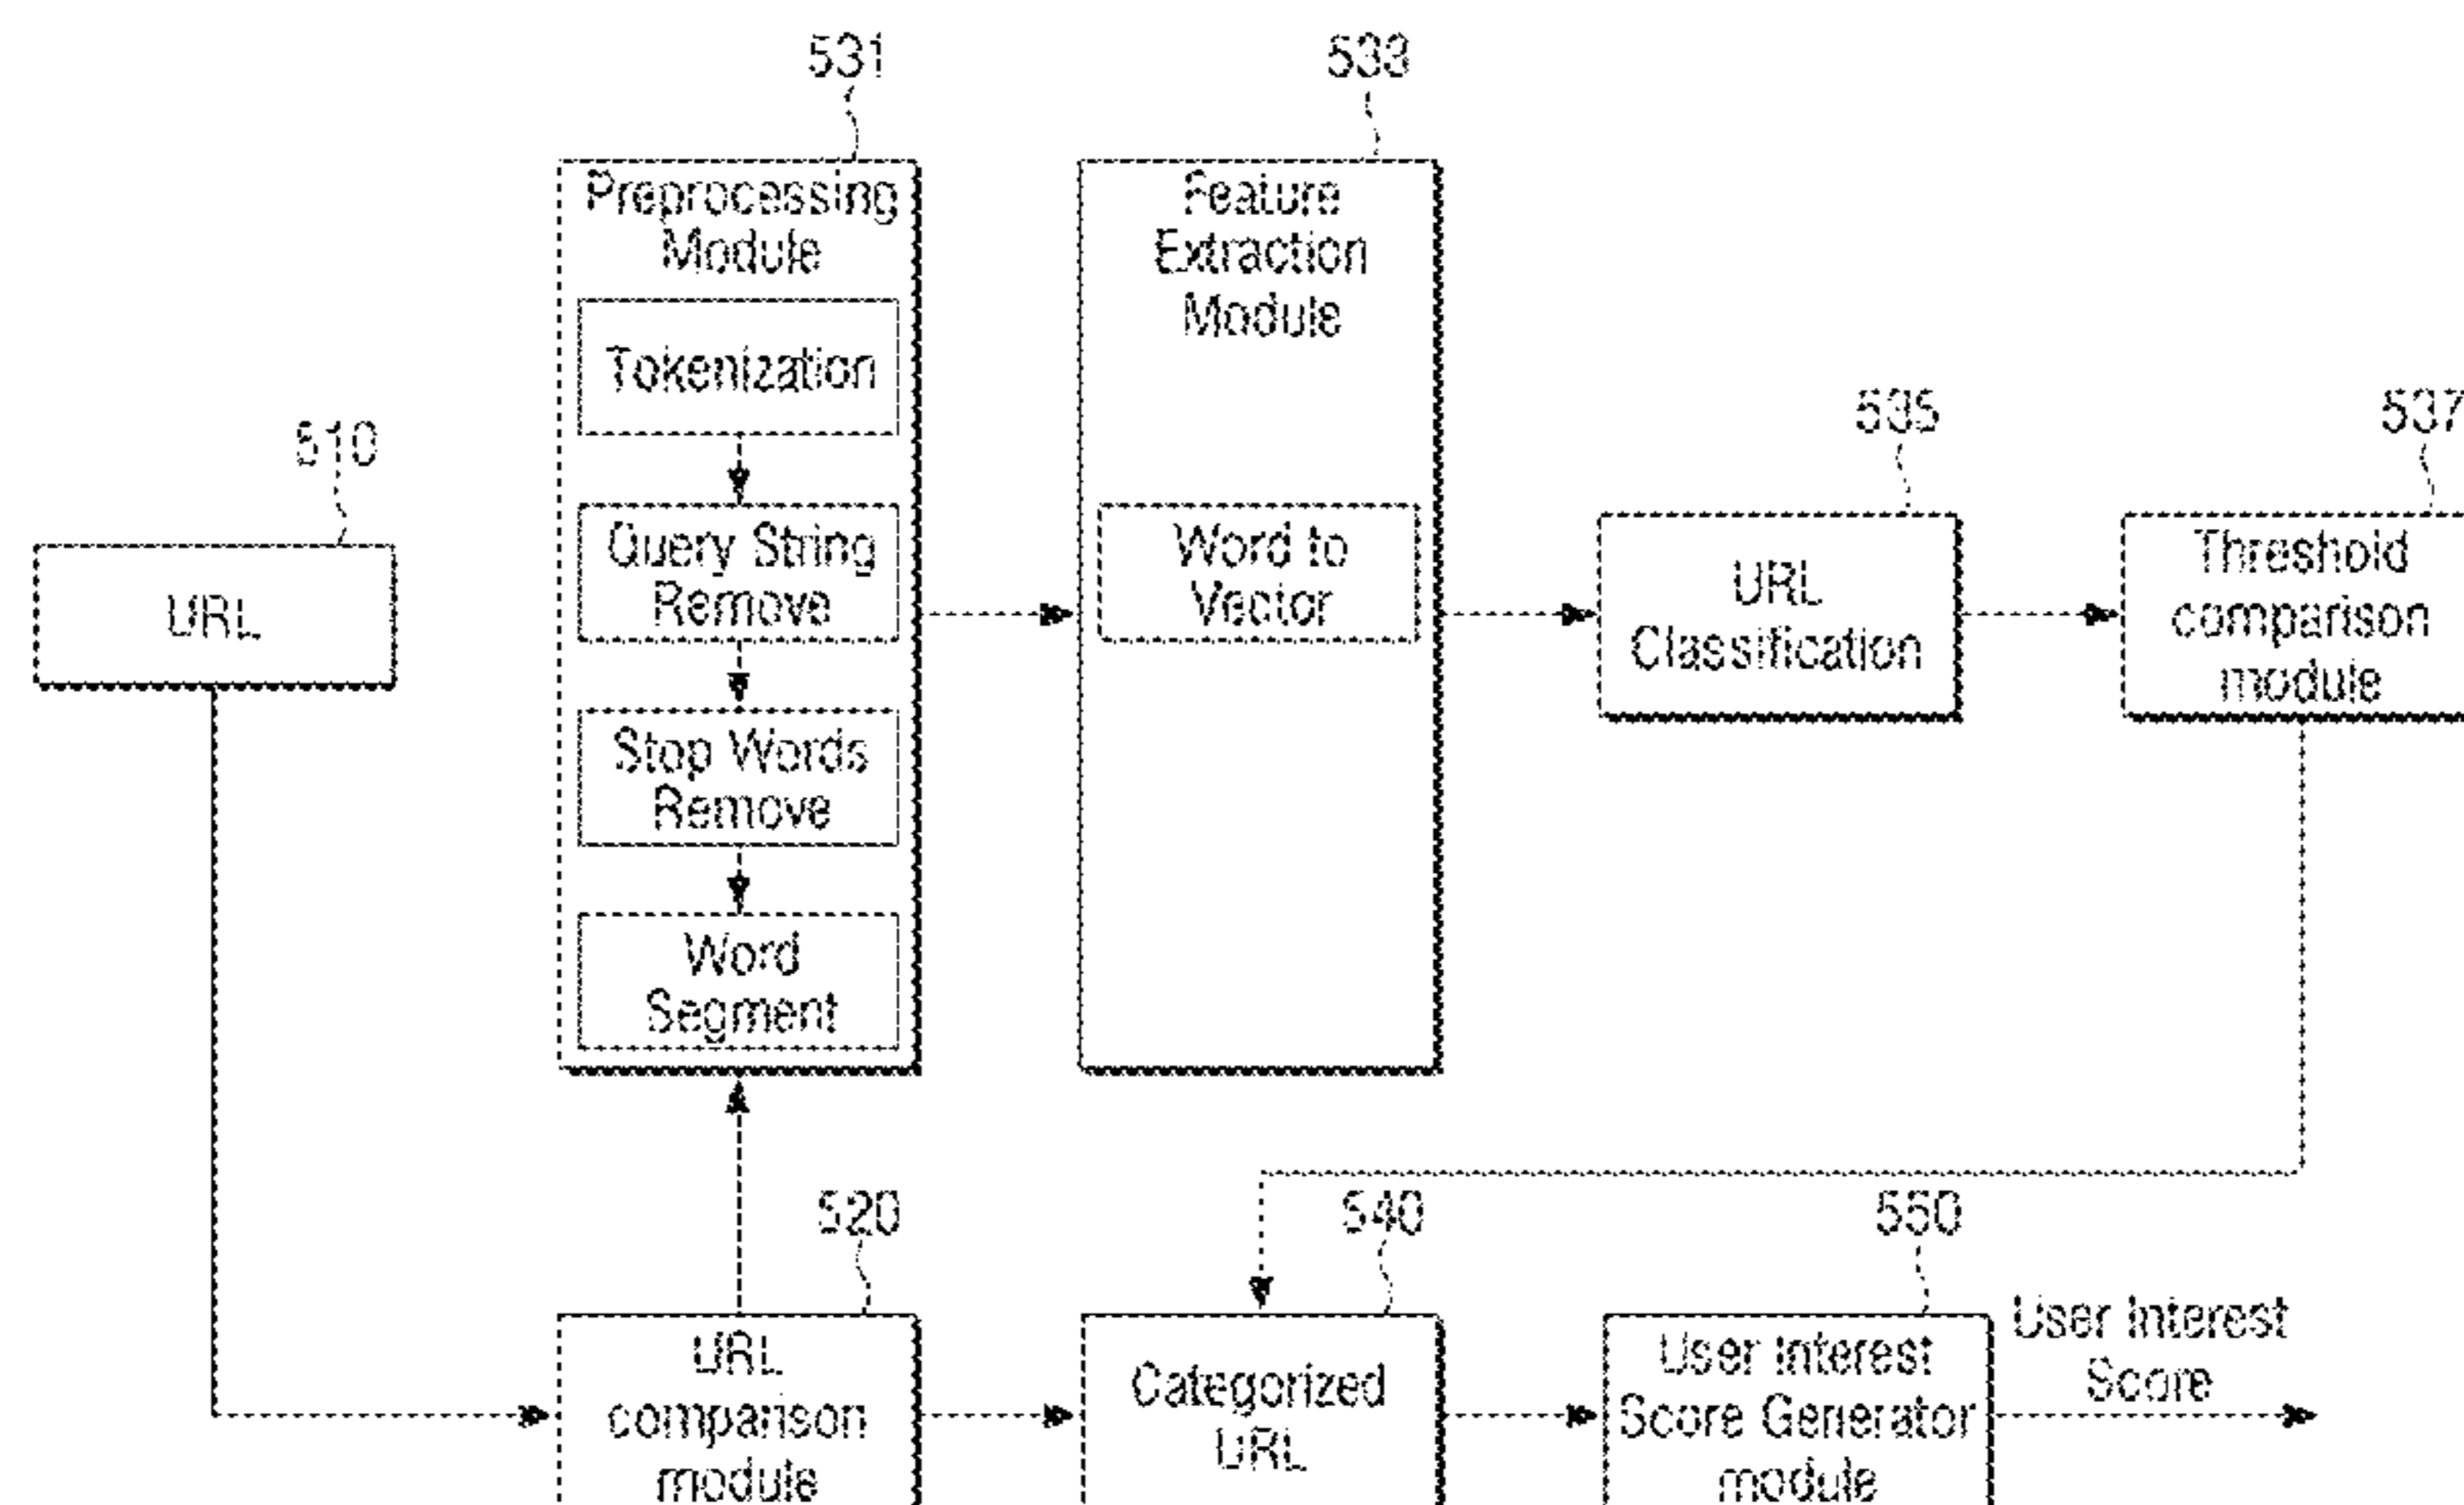 531
533
Preprocessing
Module
Feature
Extraction
Module
Tokenization
510
535
537
URL
Query String
Remove
Word to
Vector
URL
Classification
Threshold
comparison
module
Stop Words
Remove
Word
Segment
520
540
550
URL
comparison
module
Categorized
URL
User Interest
Score Generator
module
User Interest
Score